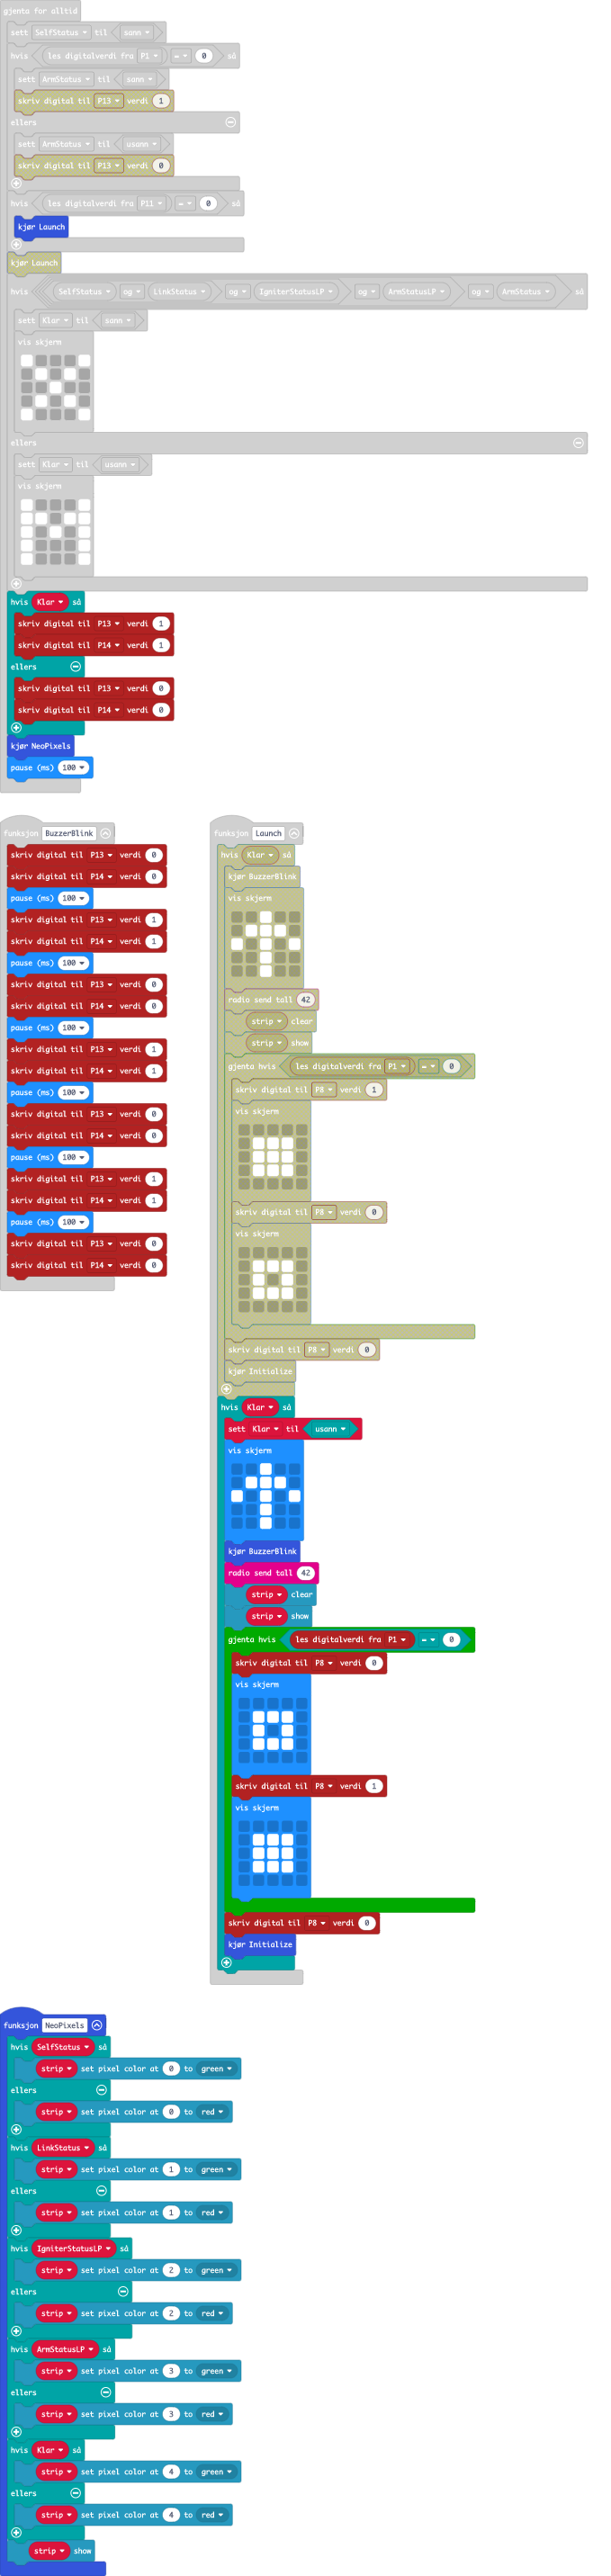 gjenta for alltid
sett SelfStatus til sann
hvis les digitalverdi fra P1 = 0 så
sett ArmStatus til sann
skriv digital til P13 verdi 1
ellers
sett ArmStatus til usann
skriv digital til P13 verdi 0
hvis les digitalverdi fra P11 = 0 så
kjør Launch
kjør Launch
hvis SelfStatus og LinkStatus og IgniterStatusLP og ArmStatusLP og ArmStatus så
sett Klar til sann
vis skjerm
ellers
sett Klar til usann
vis skjerm
hvis Klar så
skriv digital til P13 verdi 1
skriv digital til P14 verdi 1
ellers
skriv digital til P13 verdi 0
skriv digital til P14 verdi 0
kjør NeoPixels
pause (ms) 100
funksjon BuzzerBlink
skriv digital til P13 verdi 0
skriv digital til P14 verdi 0
pause (ms) 100
skriv digital til P13 verdi 1
skriv digital til P14 verdi 1
pause (ms) 100
skriv digital til P13 verdi 0
skriv digital til P14 verdi 0
pause (ms) 100
skriv digital til P13 verdi 1
skriv digital til P14 verdi 1
pause (ms) 100
skriv digital til P13 verdi 0
skriv digital til P14 verdi 0
pause (ms) 100
skriv digital til P13 verdi 1
skriv digital til P14 verdi 1
pause (ms) 100
skriv digital til P13 verdi 0
skriv digital til P14 verdi 0
funksjon Launch
hvis Klar så
kjør BuzzerBlink
vis skjerm
radio send tall 42
strip clear
strip show
gjenta hvis les digitalverdi fra P1 = 0
skriv digital til P8 verdi 1
vis skjerm
skriv digital til P8 verdi 0
vis skjerm
skriv digital til P8 verdi 0
kjør Initialize
hvis Klar så
sett Klar til usann
vis skjerm
kjør BuzzerBlink
radio send tall 42
strip clear
strip show
gjenta hvis les digitalverdi fra P1 = 0
skriv digital til P8 verdi 0
vis skjerm
skriv digital til P8 verdi 1
vis skjerm
skriv digital til P8 verdi 0
kjør Initialize
funksjon NeoPixels
hvis SelfStatus så
strip set pixel color at 0 to green
ellers
strip set pixel color at 0 to red
hvis LinkStatus så
strip set pixel color at 1 to green
ellers
strip set pixel color at 1 to red
hvis IgniterStatusLP så
strip set pixel color at 2 to green
ellers
strip set pixel color at 2 to red
hvis ArmStatusLP så
strip set pixel color at 3 to green
ellers
strip set pixel color at 3 to red
hvis Klar så
strip set pixel color at 4 to green
ellers
strip set pixel color at 4 to red
strip show